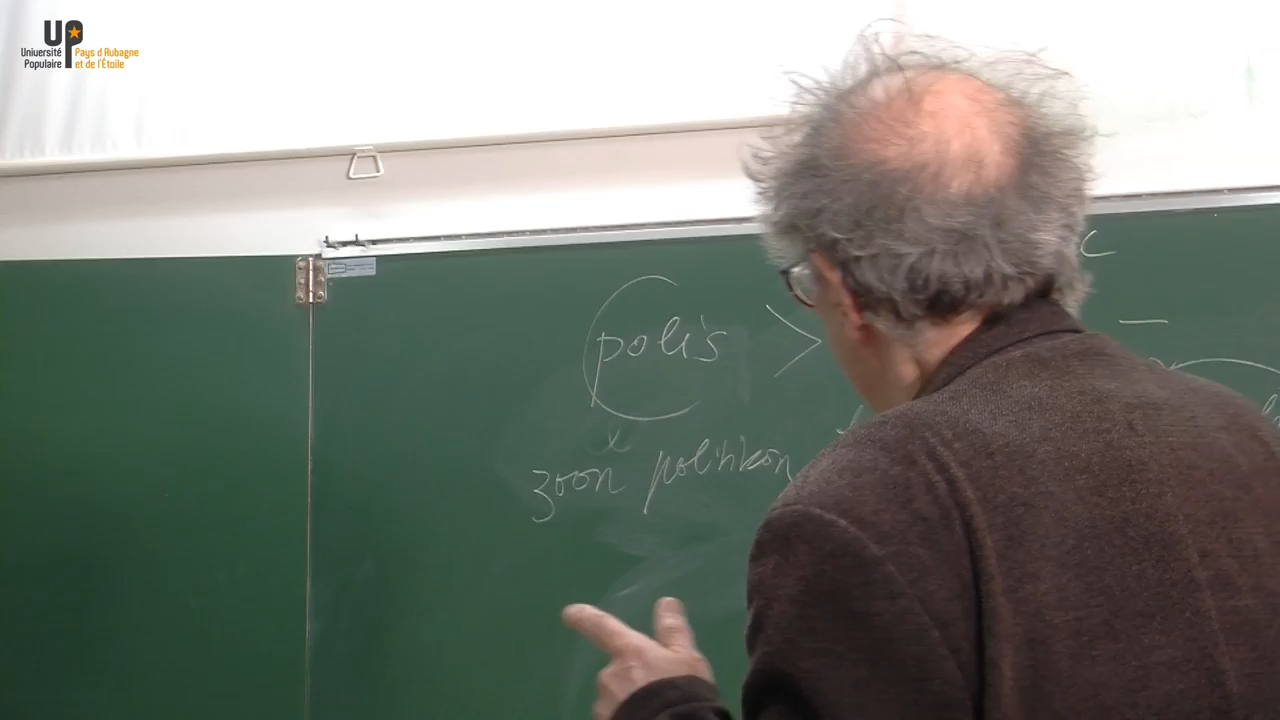 UP
Université Pays d'Aubagne
Populaire et de l'Étoile
polis >
zoon politikon